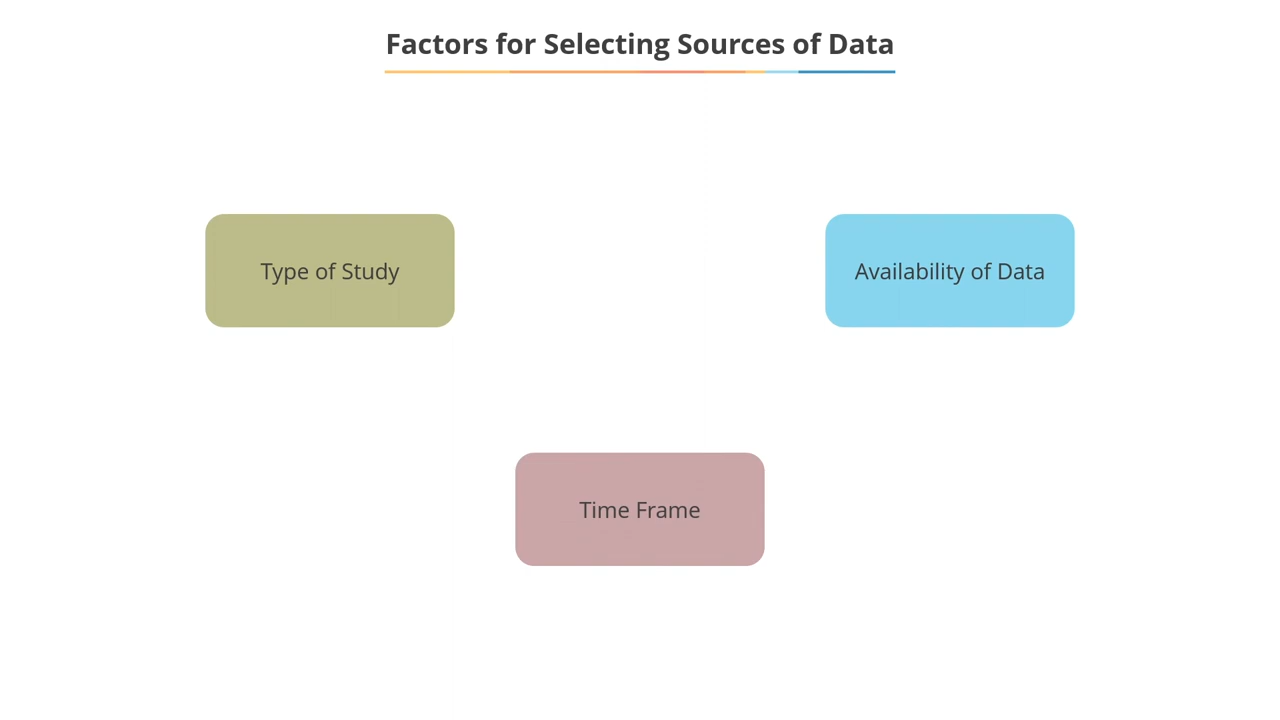 Factors for Selecting Sources of Data
Type of Study
Availability of Data
Time Frame